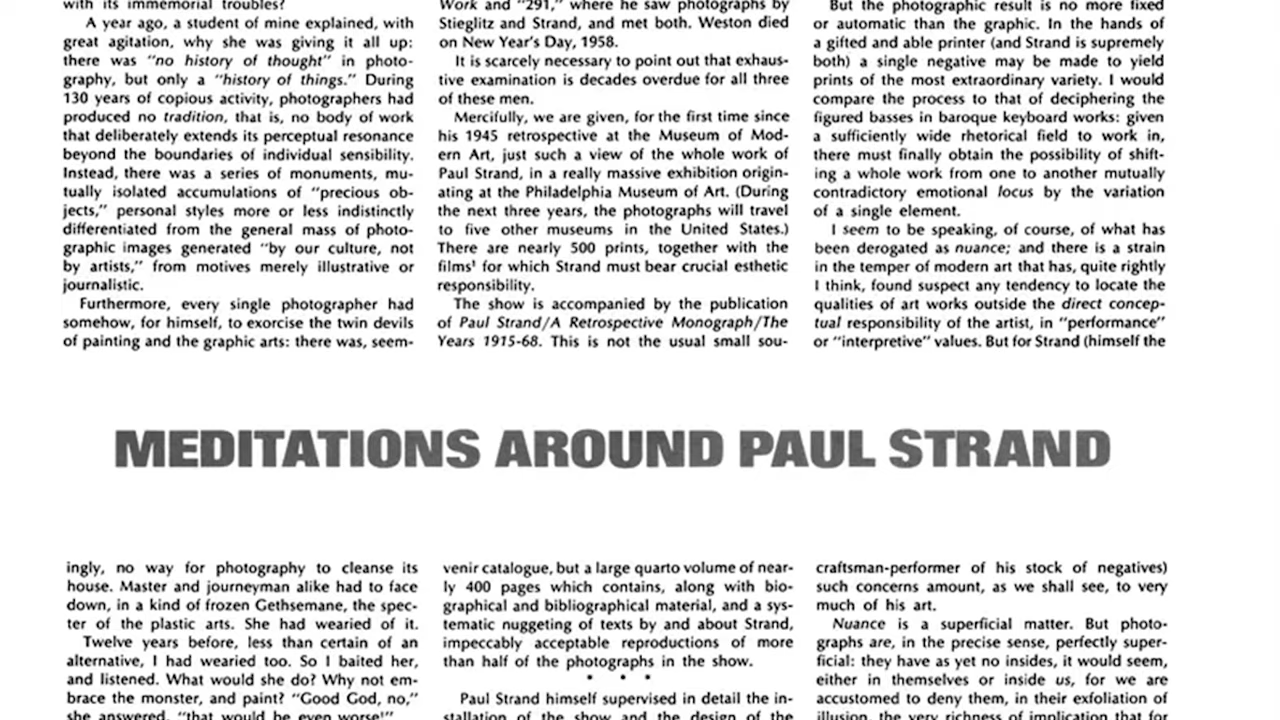 with its immemorial troubles?
A year ago, a student of mine explained, with
great agitation, why she was giving it all up:
there was "no history of thought" in photo-
graphy, but only a "history of things." During
130 years of copious activity, photographers had
produced no tradition, that is, no body of work
that deliberately extends its perceptual resonance
beyond the boundaries of individual sensibility.
Instead, there was a series of monuments, mu-
tually isolated accumulations of "precious ob-
jects," personal styles more or less indistinctly
differentiated from the general mass of photo-
graphic images generated "by our culture, not
by artists," from motives merely illustrative or
journalistic.
Furthermore, every single photographer had
somehow, for himself, to exorcise the twin devils
of painting and the graphic arts: there was, seem-
Work and "291," where he saw photographs by
Stieglitz and Strand, and met both. Weston died
on New Year's Day, 1958.
It is scarcely necessary to point out that exhaus-
tive examination is decades overdue for all three
of these men.
Mercifully, we are given, for the first time since
his 1945 retrospective at the Museum of Mod-
ern Art, just such a view of the whole work of
Paul Strand, in a really massive exhibition origin-
ating at the Philadelphia Museum of Art. (During
the next three years, the photographs will travel
to five other museums in the United States.)
There are nearly 500 prints, together with the
films¹ for which Strand must bear crucial esthetic
responsibility.
The show is accompanied by the publication
of Paul Strand/A Retrospective Monograph/The
Years 1915-68. This is not the usual small sou-
But the photographic result is no more fixed
or automatic than the graphic. In the hands of
a gifted and able printer (and Strand is supremely
both) a single negative may be made to yield
prints of the most extraordinary variety. I would
compare the process to that of deciphering the
figured basses in baroque keyboard works: given
a sufficiently wide rhetorical field to work in,
there must finally obtain the possibility of shift-
ing a whole work from one to another mutually
contradictory emotional locus by the variation
of a single element.
I seem to be speaking, of course, of what has
been derogated as nuance; and there is a strain
in the temper of modern art that has, quite rightly
I think, found suspect any tendency to locate the
qualities of art works outside the direct concep-
tual responsibility of the artist, in "performance"
or "interpretive" values. But for Strand (himself the
MEDITATIONS AROUND PAUL STRAND
ingly, no way for photography to cleanse its
house. Master and journeyman alike had to face
down, in a kind of frozen Gethsemane, the spec-
ter of the plastic arts. She had wearied of it.
Twelve years before, less than certain of an
alternative, I had wearied too. So I baited her,
and listened. What would she do? Why not em-
brace the monster, and paint? "Good God, no,"
she answered, "that would be even worse!"
venir catalogue, but a large quarto volume of near-
ly 400 pages which contains, along with bio-
graphical and bibliographical material, and a sys-
tematic nuggeting of texts by and about Strand,
impeccably acceptable reproductions of more
than half of the photographs in the show.
• • •
Paul Strand himself supervised in detail the in-
stallation of the show and the design of the
craftsman-performer of his stock of negatives)
such concerns amount, as we shall see, to very
much of his art.
Nuance is a superficial matter. But photo-
graphs are, in the precise sense, perfectly super-
ficial: they have as yet no insides, it would seem,
either in themselves or inside us, for we are
accustomed to deny them, in their exfoliation of
illusion, the very richness of implication that for